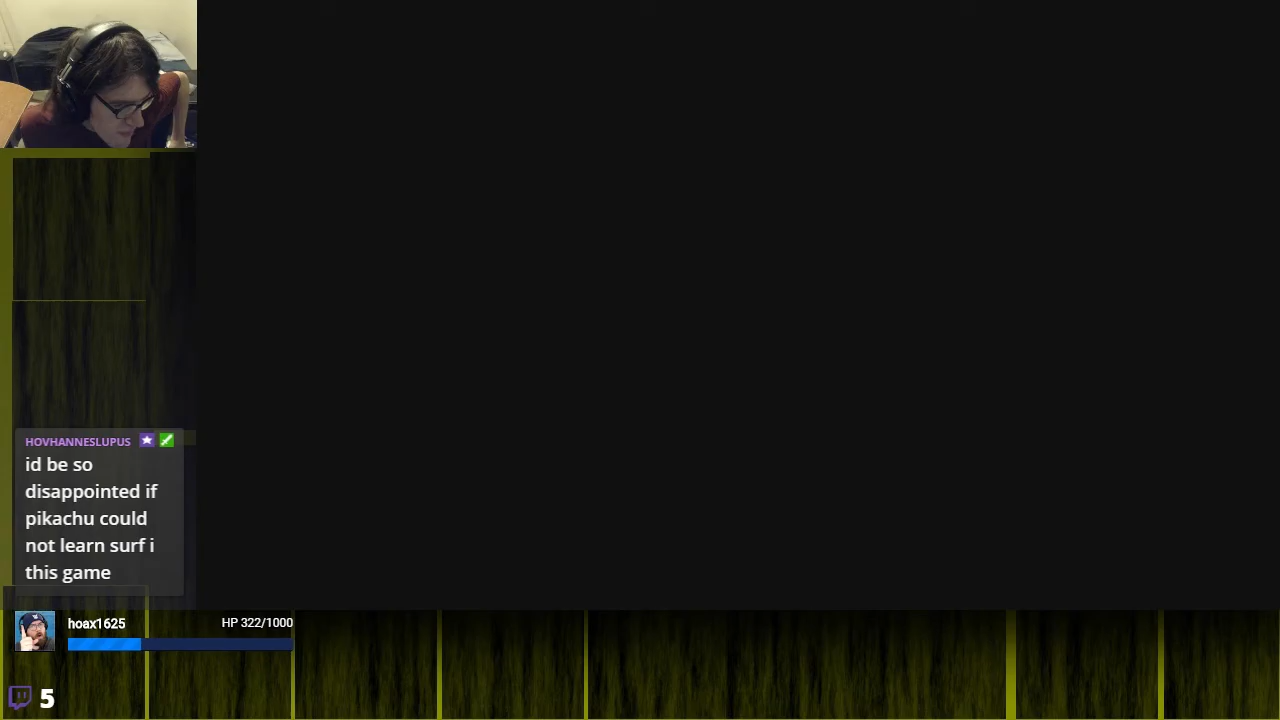 HOVHANNESLUPUS
id be so
disappointed if
pikachu could
not learn surf i
this game
hoax1625 HP 322/1000
5